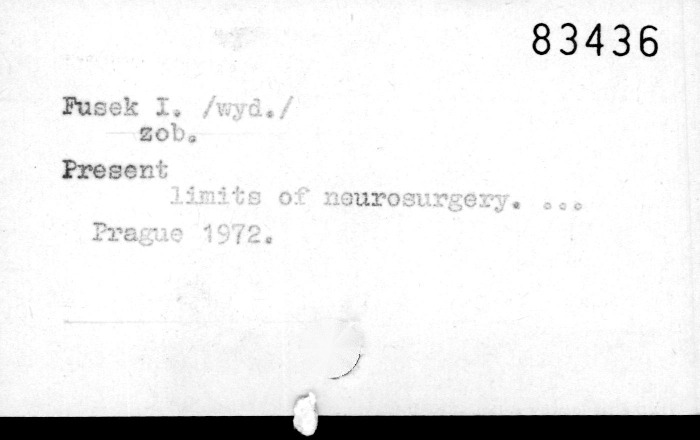 83436
Fusek I. /wyd./
zob.
Present
limits of neurosurgery. ...
Prague 1972.